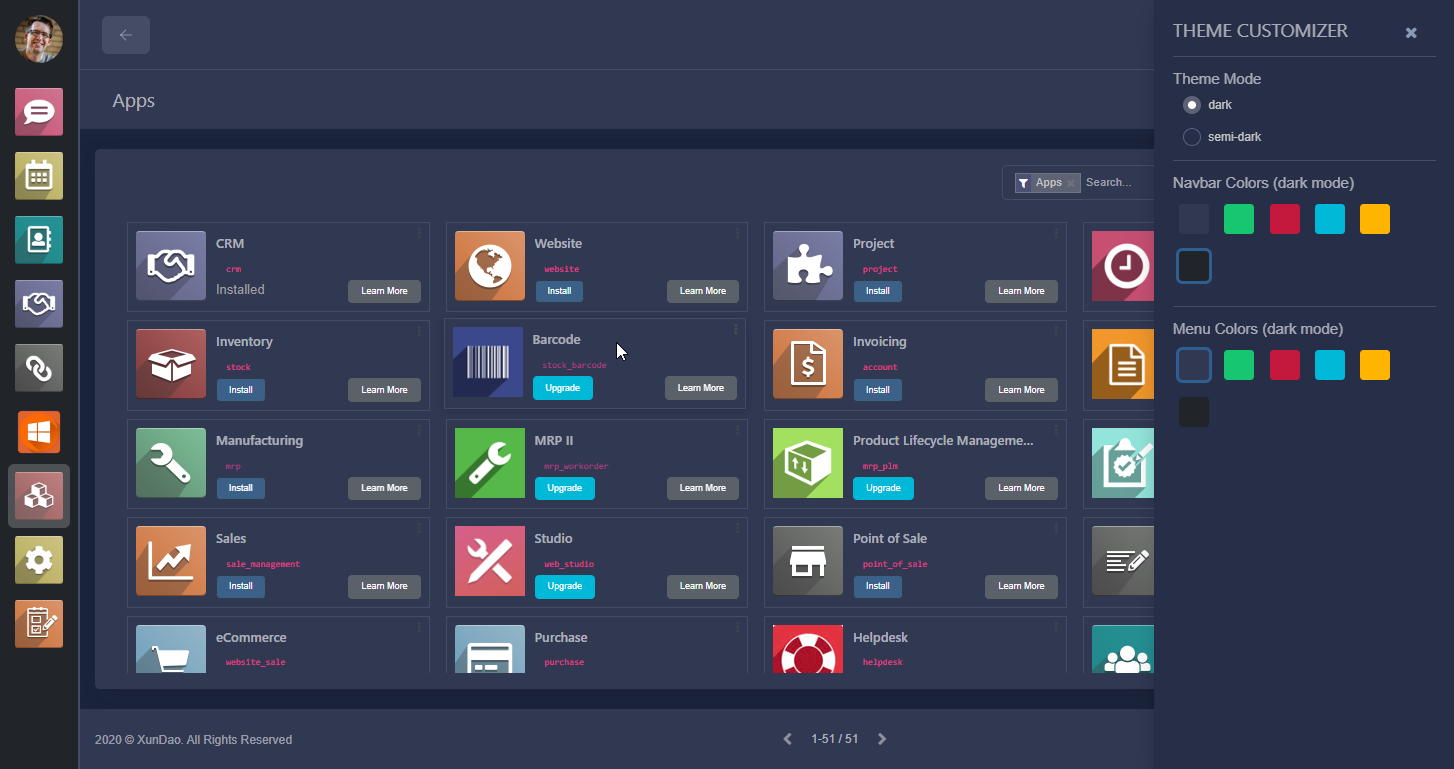 THEME CUSTOMIZER
Theme Mode
dark
semi-dark
Navbar Colors (dark mode)
Menu Colors (dark mode)
Apps
Apps Search...
CRM
crm
Installed
Learn More
Website
website
Install
Learn More
Project
project
Install
Learn More
Inventory
stock
Install
Learn More
Barcode
stock_barcode
Upgrade
Learn More
Invoicing
account
Install
Learn More
Manufacturing
mrp
Install
Learn More
MRP II
mrp_workorder
Upgrade
Learn More
Product Lifecycle Manageme...
mrp_plm
Upgrade
Learn More
Sales
sale_management
Install
Learn More
Studio
web_studio
Upgrade
Learn More
Point of Sale
point_of_sale
Install
Learn More
eCommerce
website_sale
Purchase
purchase
Helpdesk
helpdesk
2020 © XunDao. All Rights Reserved
1-51 / 51